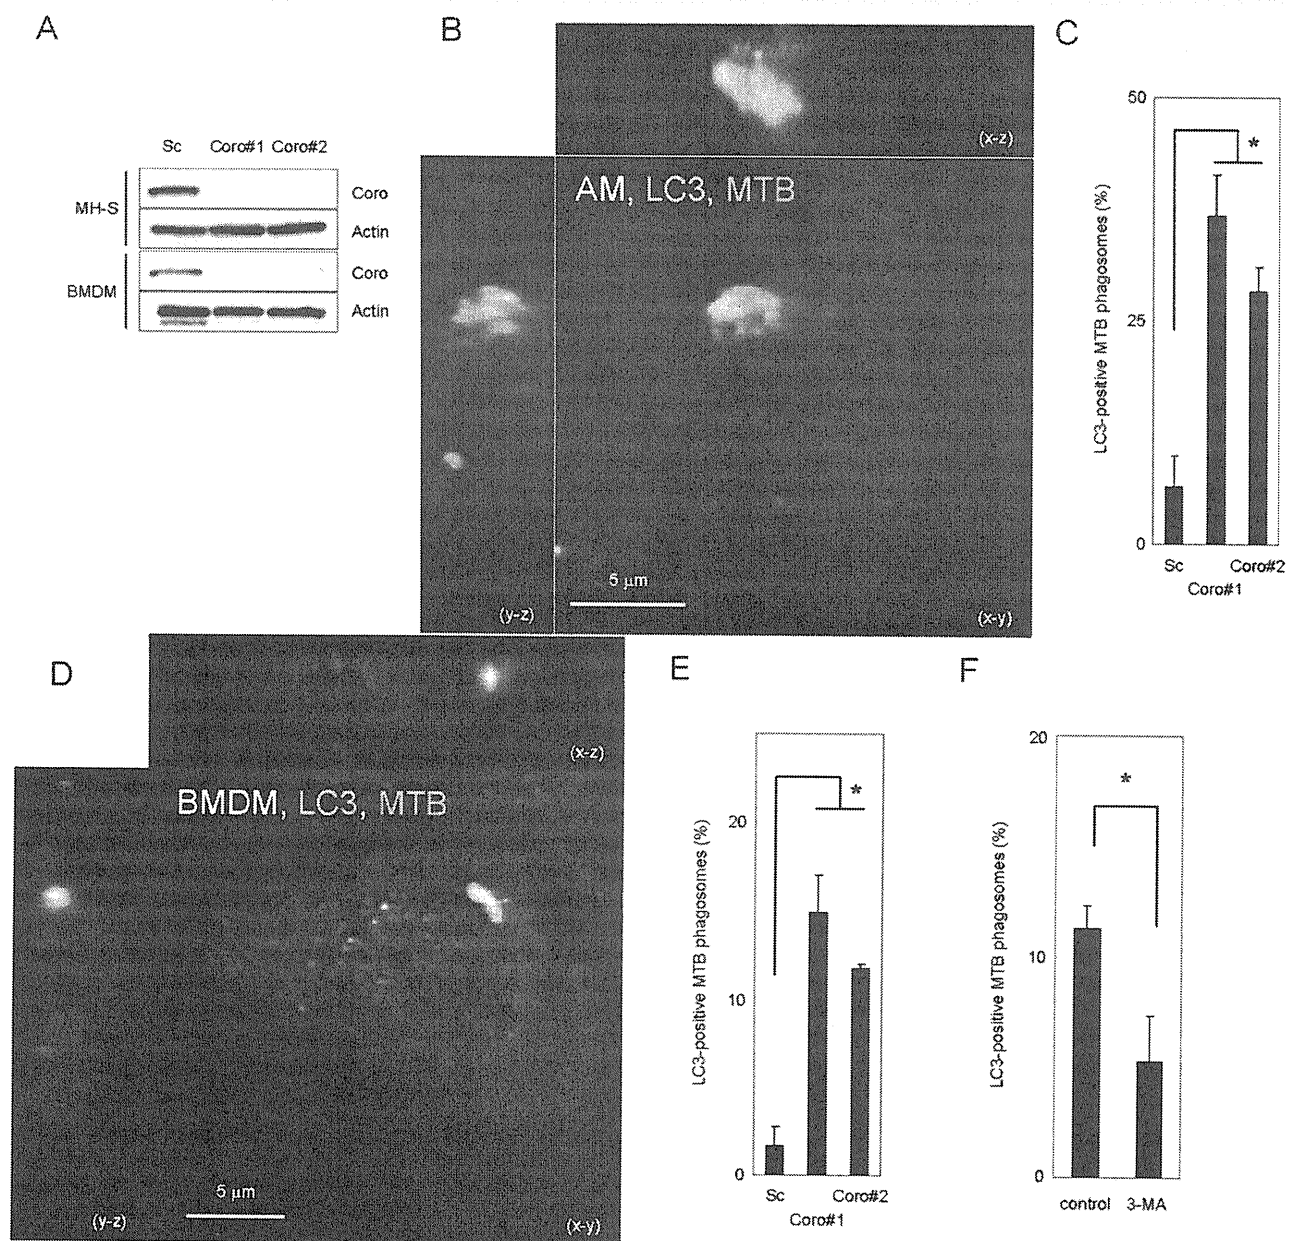 A
Sc Coro#1 Coro#2
MH-S
Coro
Actin
BMDM
Coro
Actin
B
(x-z)
AM, LC3, MTB
5 μm
(y-z)
(x-y)
C
50
25
0
LC3-positive MTB phagosomes (%)
*
Sc
Coro#1
Coro#2
D
(x-z)
BMDM, LC3, MTB
5 μm
(y-z)
(x-y)
E
20
10
0
LC3-positive MTB phagosomes (%)
*
Sc
Coro#1
Coro#2
F
20
10
0
LC3-positive MTB phagosomes (%)
*
control 3-MA